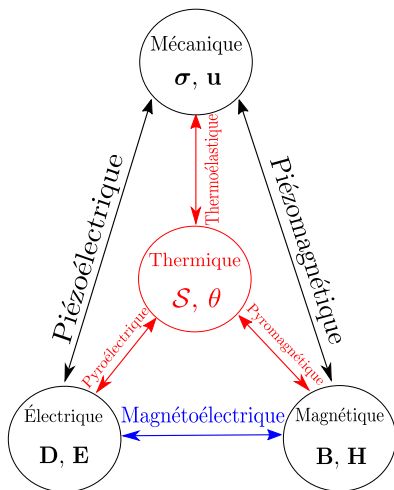 Mécanique
σ, u
Piézoélectrique
Thermoélastique
Piézomagnétique
Thermique
S, θ
Pyroélectrique
Pyromagnétique
Électrique
D, E
Magnétoélectrique
Magnétique
B, H